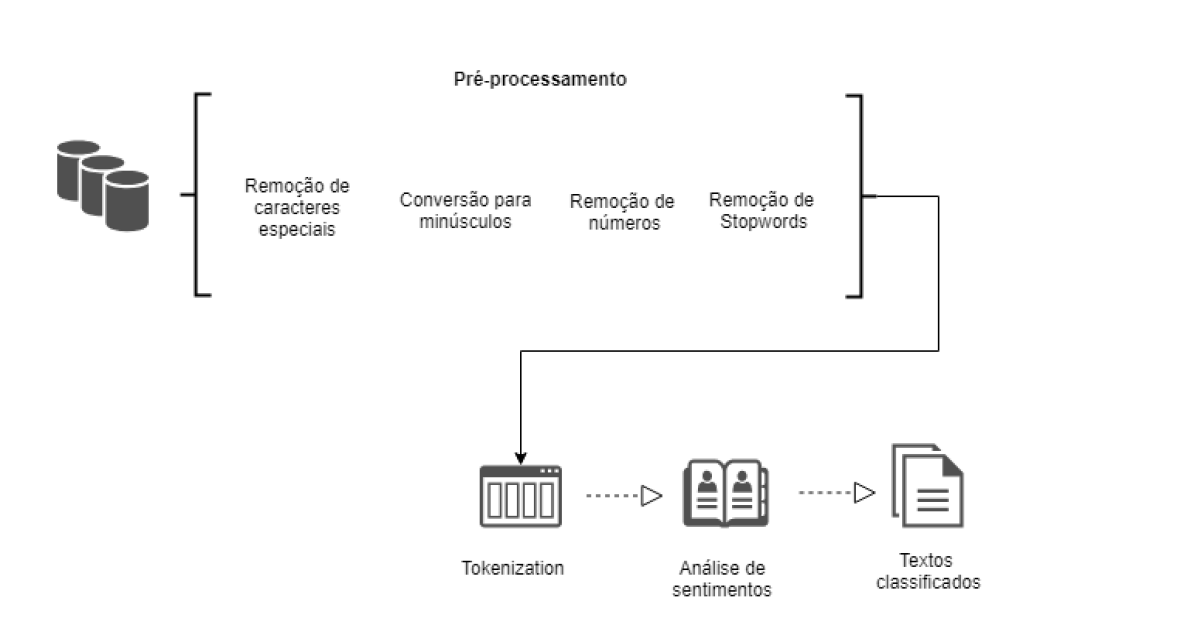 Pré-processamento
Remoção de
caracteres
especiais
Conversão para
minúsculos
Remoção de
números
Remoção de
Stopwords
Tokenization
Análise de
sentimentos
Textos
classificados